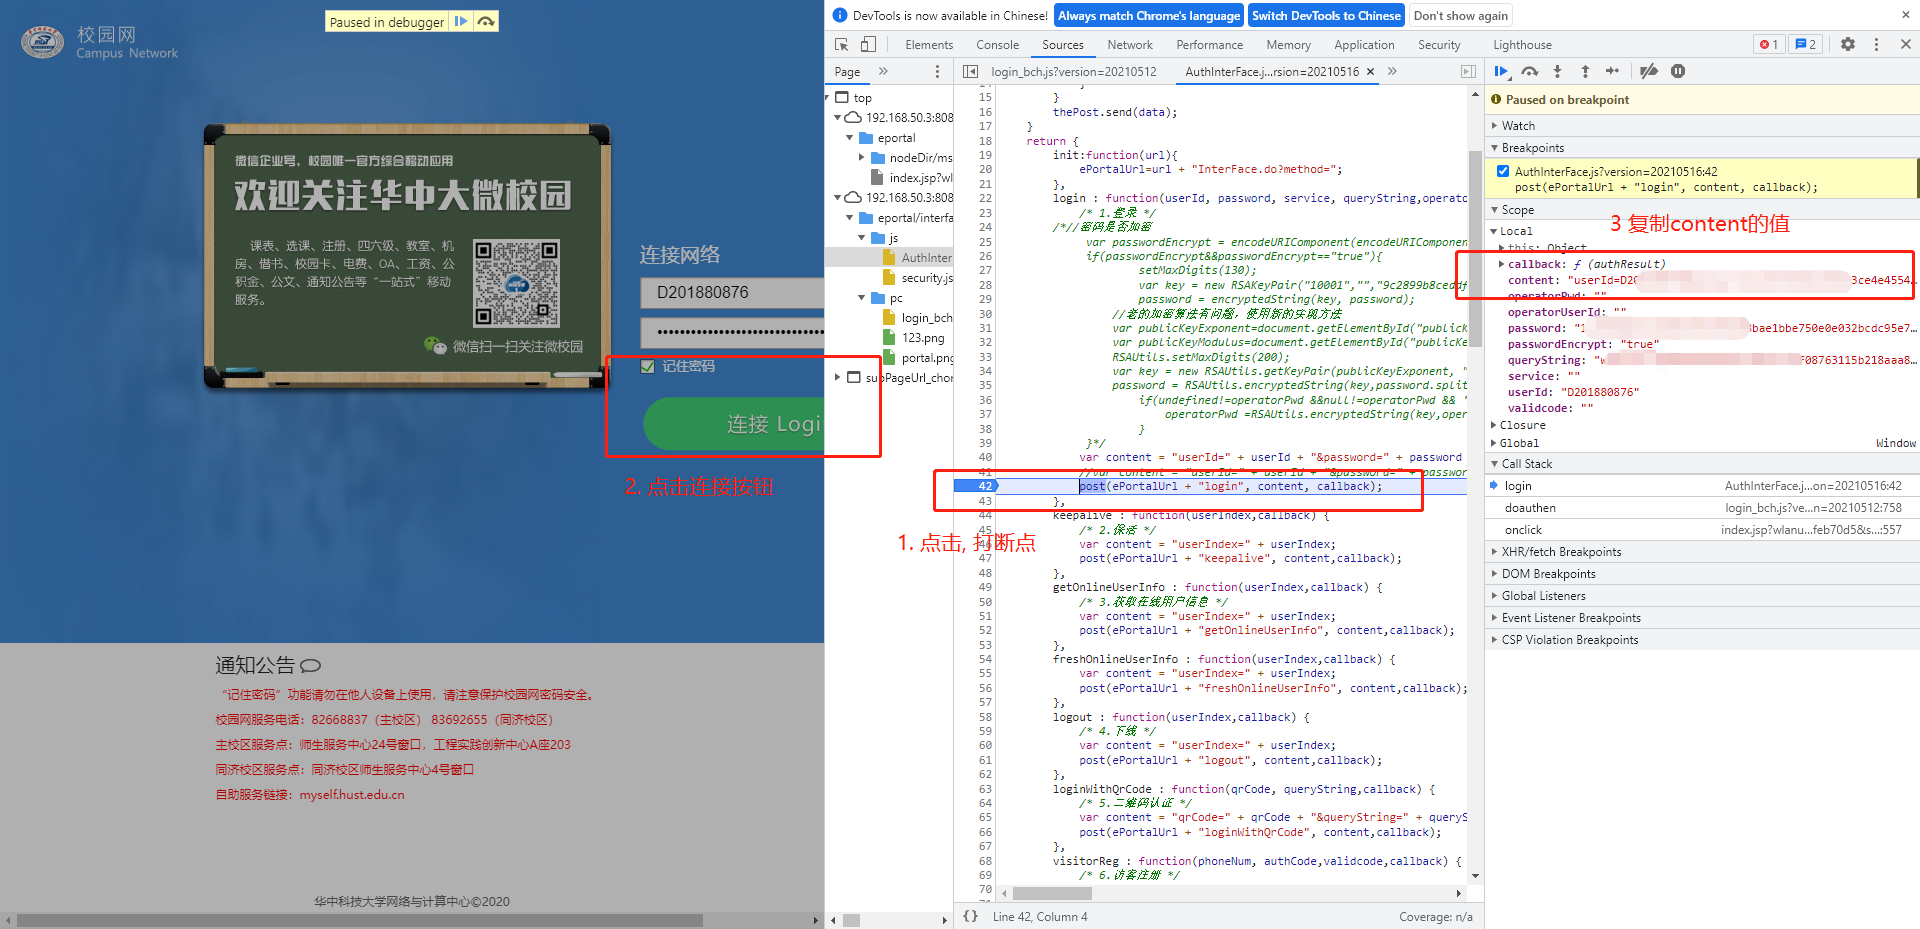 校园网
Campus Network
Paused in debugger
微信企业号，校园唯一官方综合移动应用
欢迎关注华中大微校园
课表、选课、注册、四六级、教室、机
房、借书、校园卡、电费、OA、工资、公
积金、公文、通知公告等“一站式”移动
服务。
微信扫一扫关注微校园
连接网络
D201880876
••••••••••••••••••••••••••
记住密码
连接 Logi
2. 点击连接按钮
通知公告
“记住密码”功能请勿在他人设备上使用，请注意保护校园网密码安全。
校园网服务电话：82668837（主校区） 83692655（同济校区）
主校区服务点：师生服务中心24号窗口，工程实践创新中心A座203
同济校区服务点：同济校区师生服务中心4号窗口
自助服务链接：myself.hust.edu.cn
华中科技大学网络与计算中心©2020
DevTools is now available in Chinese! Always match Chrome's language Switch DevTools to Chinese Don't show again
Elements Console Sources Network Performance Memory Application Security Lighthouse 1 2
Page » login_bch.js?version=20210512 AuthInterFace.j…rsion=20210516 × »
top
192.168.50.3:808
eportal
nodeDir/ms
index.jsp?wl
192.168.50.3:808
eportal/interfa
js
AuthInter
security.js
pc
login_bch
123.png
portal.png
subPageUrl_chor
15 }
16 thePost.send(data);
17 }
18 return {
19 init:function(url){
20 ePortalUrl=url + "InterFace.do?method=";
21 },
22 login : function(userId, password, service, queryString,operato
23 /* 1.登录 */
24 /*//密码是否加密
25 var passwordEncrypt = encodeURIComponent(encodeURIComponen
26 if(passwordEncrypt&&passwordEncrypt=="true"){
27 setMaxDigits(130);
28 var key = new RSAKeyPair("10001","","9c2899b8ceddf
29 password = encryptedString(key, password);
30 //老的加密算法有问题，使用新的实现方法
31 var publicKeyExponent=document.getElementById("publicK
32 var publicKeyModulus=document.getElementById("publicKe
33 RSAUtils.setMaxDigits(200);
34 var key = new RSAUtils.getKeyPair(publicKeyExponent, "
35 password = RSAUtils.encryptedString(key,password.split
36 if(undefined!=operatorPwd &&null!=operatorPwd && "
37 operatorPwd =RSAUtils.encryptedString(key,oper
38 }
39 }*/
40 var content = "userId=" + userId + "&password=" + password
41 //var content = "userId=" + userId + "&password=" + passwor
42 post(ePortalUrl + "login", content, callback);
43 },
1. 点击, 打断点
44 keepalive : function(userIndex,callback) {
45 /* 2.保活 */
46 var content = "userIndex=" + userIndex;
47 post(ePortalUrl + "keepalive", content,callback);
48 },
49 getOnlineUserInfo : function(userIndex,callback) {
50 /* 3.获取在线用户信息 */
51 var content = "userIndex=" + userIndex;
52 post(ePortalUrl + "getOnlineUserInfo", content,callback);
53 },
54 freshOnlineUserInfo : function(userIndex,callback) {
55 var content = "userIndex=" + userIndex;
56 post(ePortalUrl + "freshOnlineUserInfo", content,callback);
57 },
58 logout : function(userIndex,callback) {
59 /* 4.下线 */
60 var content = "userIndex=" + userIndex;
61 post(ePortalUrl + "logout", content,callback);
62 },
63 loginWithQrCode : function(qrCode, queryString,callback) {
64 /* 5.二维码认证 */
65 var content = "qrCode=" + qrCode + "&queryString=" + queryS
66 post(ePortalUrl + "loginWithQrCode", content,callback);
67 },
68 visitorReg : function(phoneNum, authCode,validcode,callback) {
69 /* 6.访客注册 */
70
{} Line 42, Column 4 Coverage: n/a
Paused on breakpoint
Watch
Breakpoints
AuthInterFace.js?version=20210516:42
post(ePortalUrl + "login", content, callback);
Scope
3 复制content的值
Local
this: Object
callback: ƒ (authResult)
content: "userId=D20 3ce4e4554…
operatorPwd: ""
operatorUserId: ""
password: "1 bae1bbe750e0e032bcdc95e7…
passwordEncrypt: "true"
queryString: "w f08763115b218aaa8…
service: ""
userId: "D201880876"
validcode: ""
Closure
Global Window
Call Stack
login AuthInterFace.j…on=20210516:42
doauthen login_bch.js?ve…n=20210512:758
onclick index.jsp?wlanu…feb70d5&s…:557
XHR/fetch Breakpoints
DOM Breakpoints
Global Listeners
Event Listener Breakpoints
CSP Violation Breakpoints